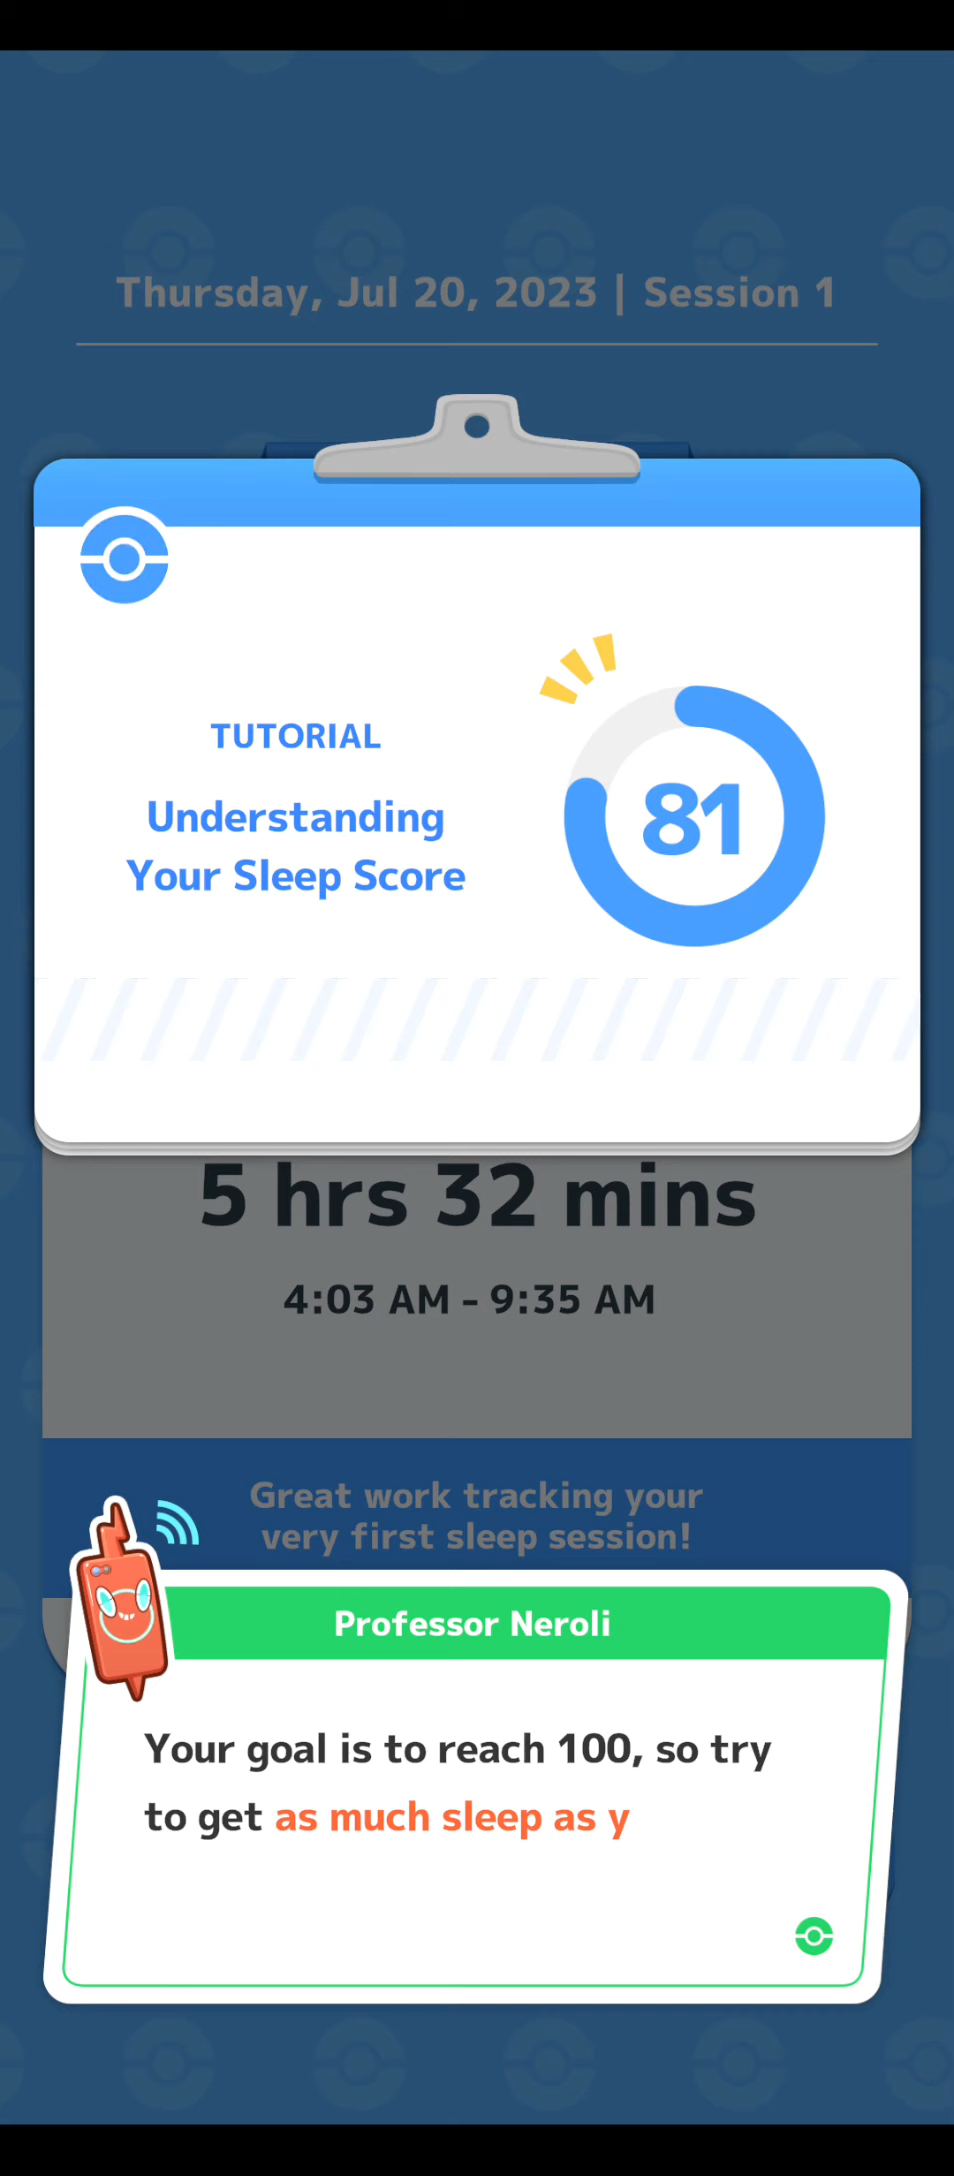 Thursday, Jul 20, 2023 | Session 1
TUTORIAL
Understanding
Your Sleep Score
81
5 hrs 32 mins
4:03 AM - 9:35 AM
Great work tracking your
very first sleep session!
Professor Neroli
Your goal is to reach 100, so try
to get as much sleep as y